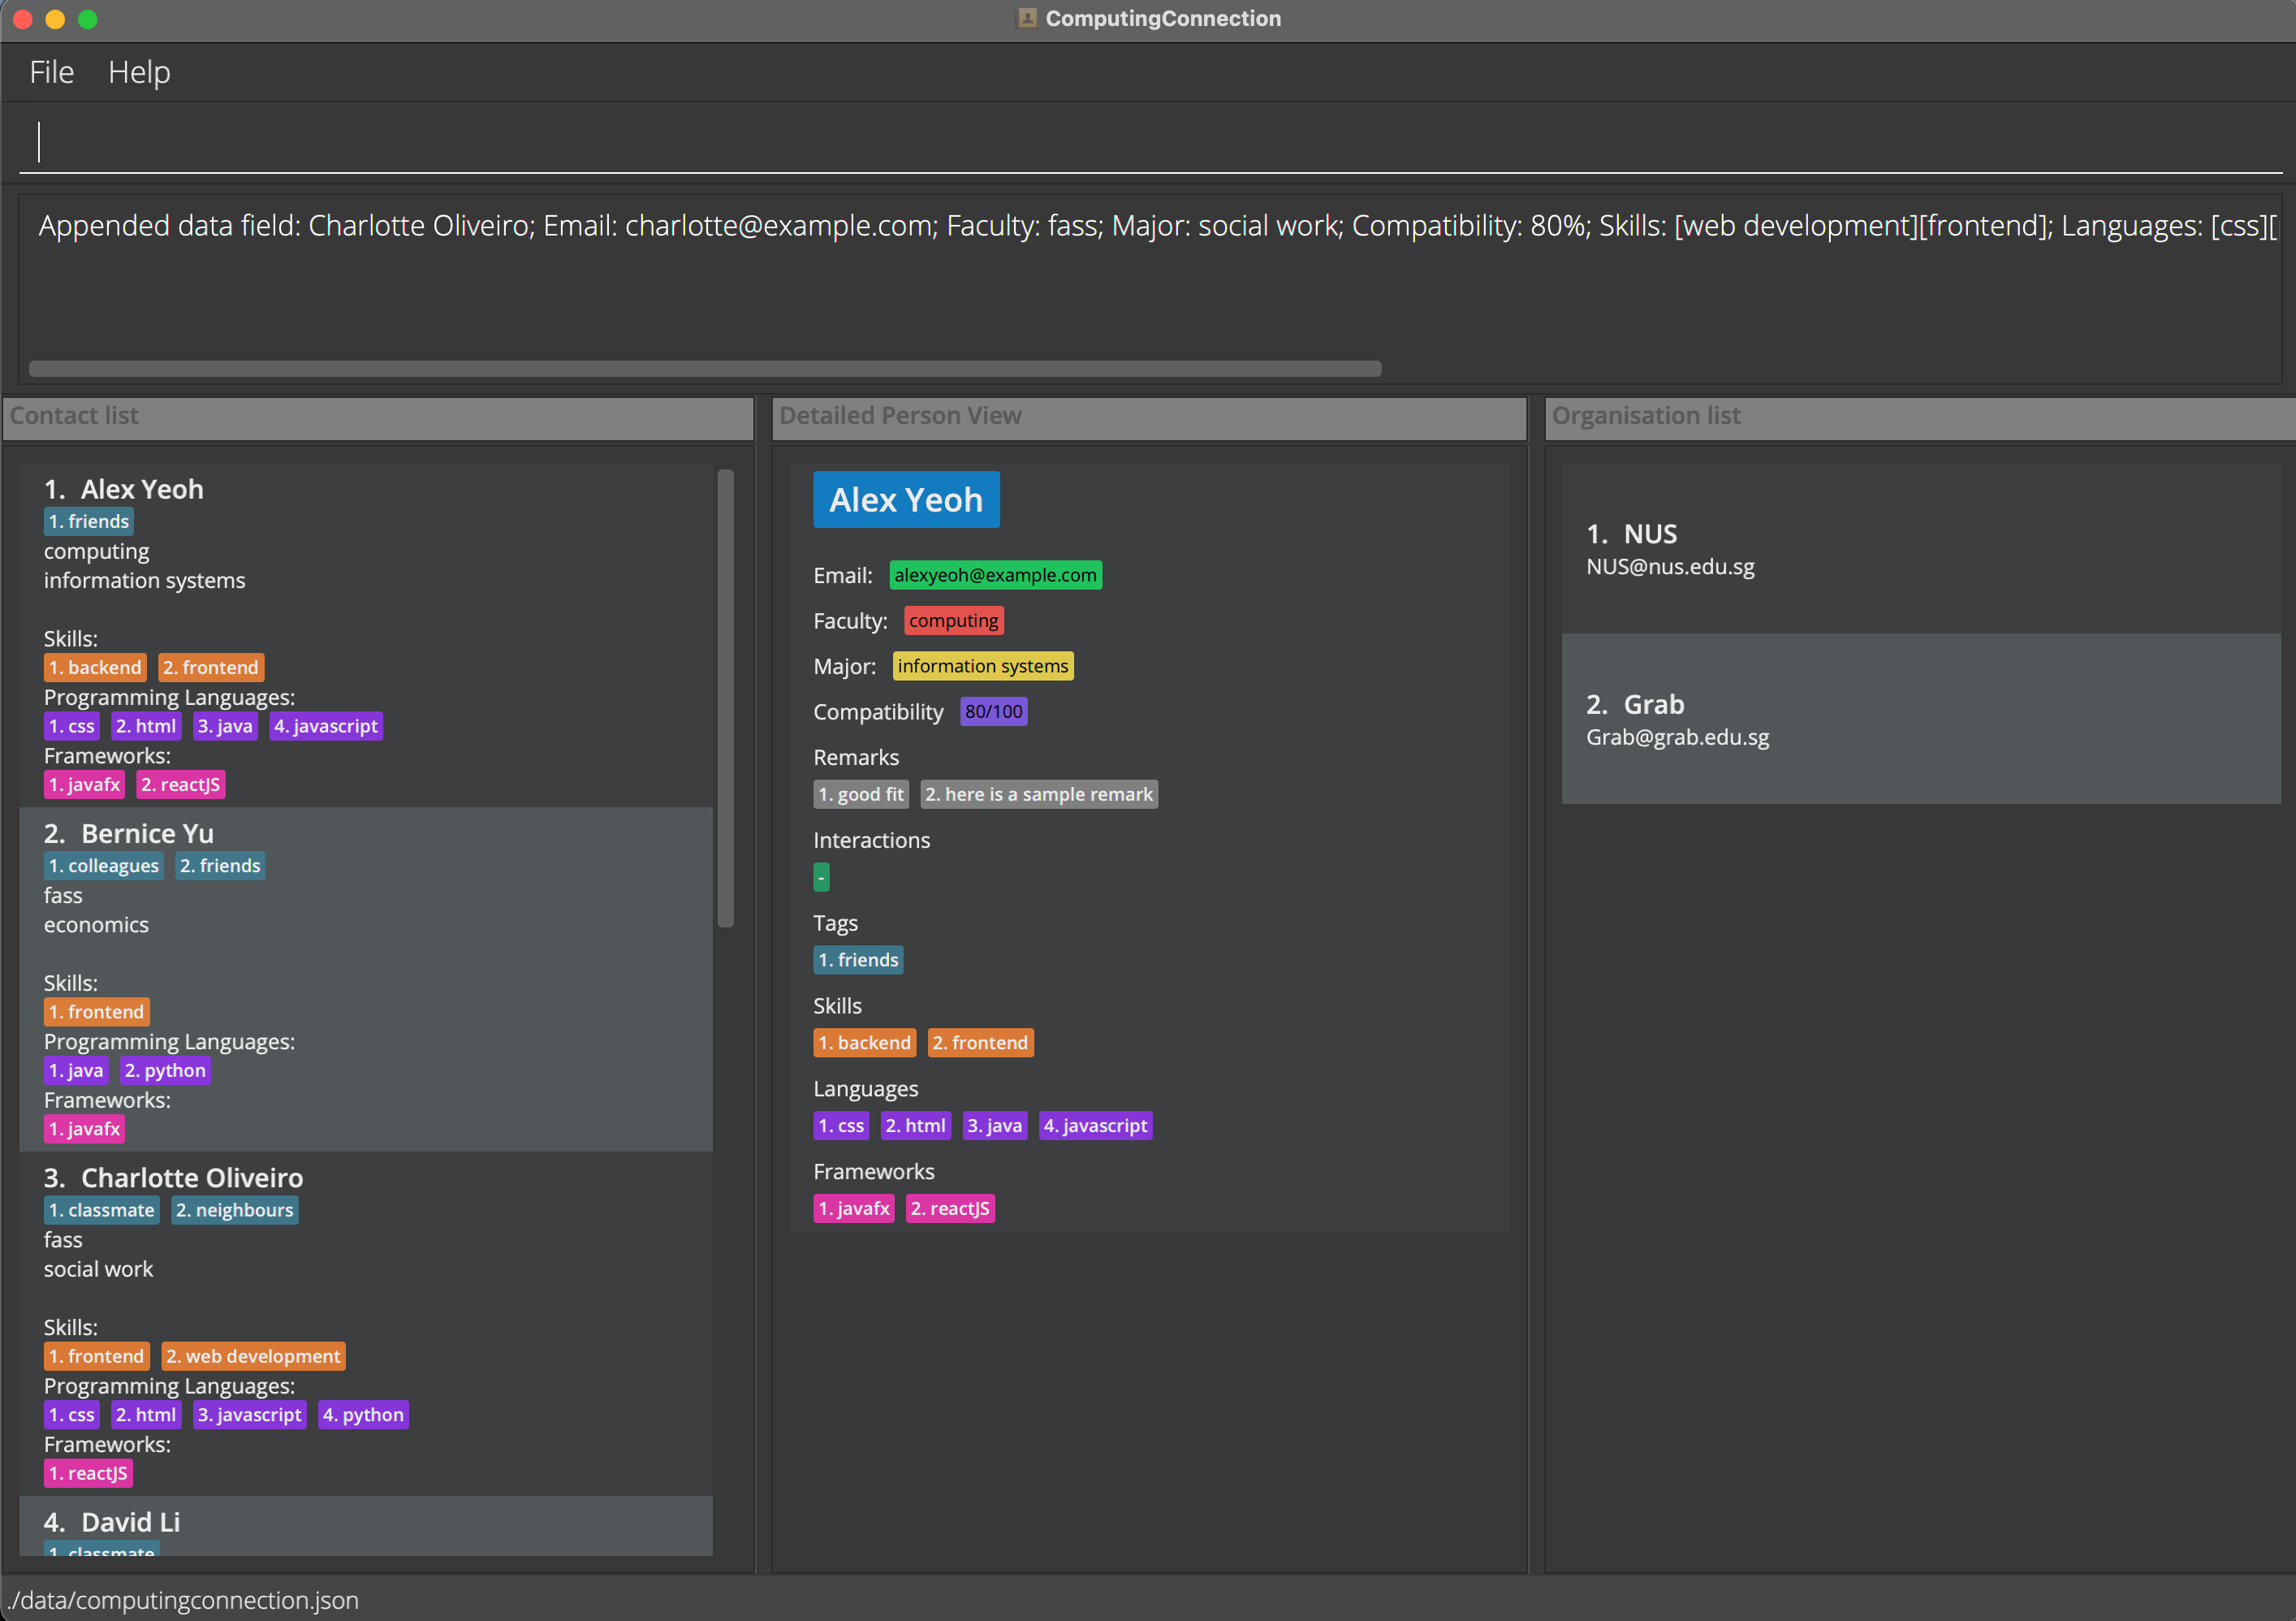 ComputingConnection
File Help
Appended data field: Charlotte Oliveiro; Email: charlotte@example.com; Faculty: fass; Major: social work; Compatibility: 80%; Skills: [web development][frontend]; Languages: [css][
Contact list
1. Alex Yeoh
1. friends
computing
information systems
Skills:
1. backend 2. frontend
Programming Languages:
1. css 2. html 3. java 4. javascript
Frameworks:
1. javafx 2. reactJS
2. Bernice Yu
1. colleagues 2. friends
fass
economics
Skills:
1. frontend
Programming Languages:
1. java 2. python
Frameworks:
1. javafx
3. Charlotte Oliveiro
1. classmate 2. neighbours
fass
social work
Skills:
1. frontend 2. web development
Programming Languages:
1. css 2. html 3. javascript 4. python
Frameworks:
1. reactJS
4. David Li
1. classmate
Detailed Person View
Alex Yeoh
Email: alexyeoh@example.com
Faculty: computing
Major: information systems
Compatibility 80/100
Remarks
1. good fit 2. here is a sample remark
Interactions
-
Tags
1. friends
Skills
1. backend 2. frontend
Languages
1. css 2. html 3. java 4. javascript
Frameworks
1. javafx 2. reactJS
Organisation list
1. NUS
NUS@nus.edu.sg
2. Grab
Grab@grab.edu.sg
./data/computingconnection.json